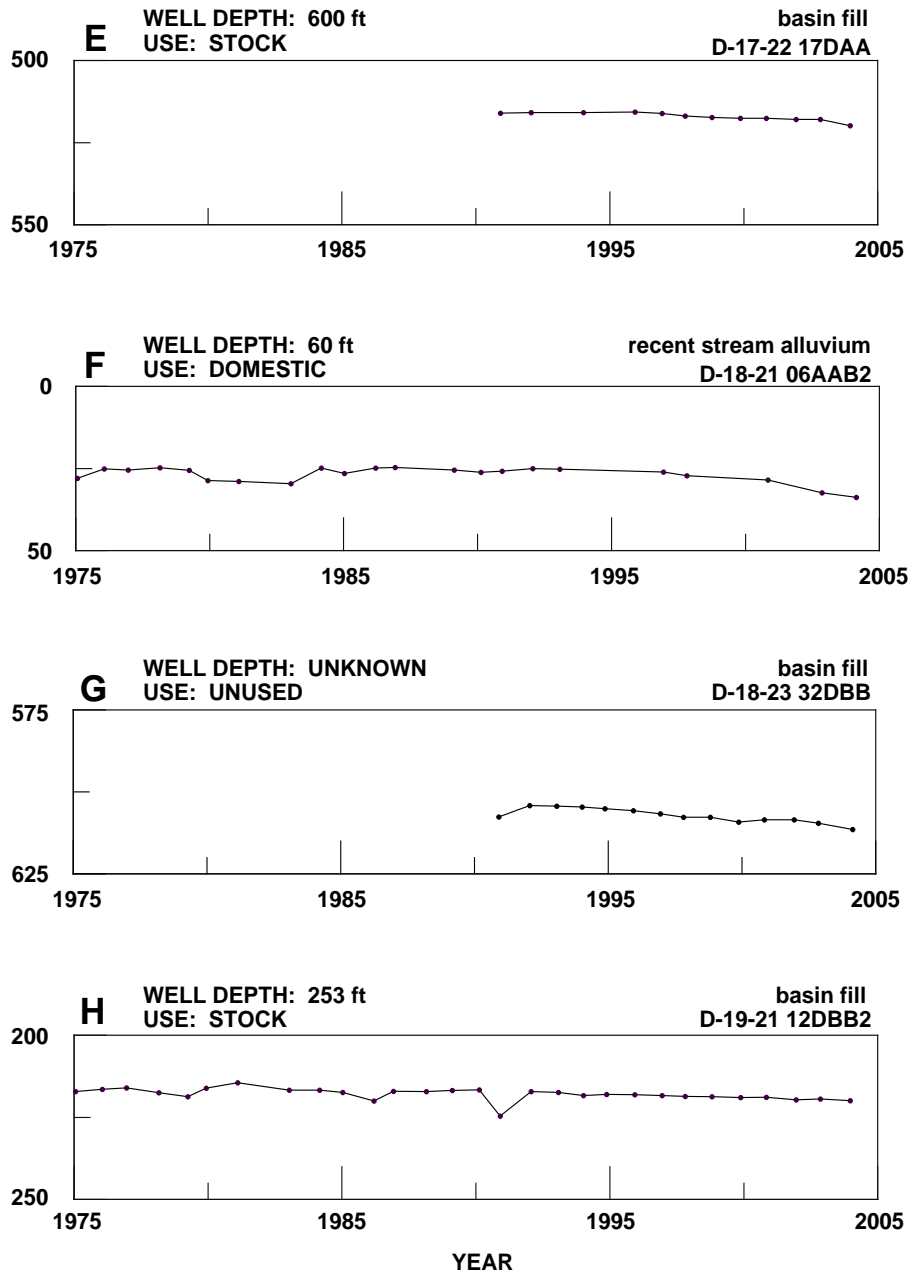 E
WELL DEPTH: 600 ft
USE: STOCK
basin fill
D-17-22 17DAA
500
550
1975 1985 1995 2005
F
WELL DEPTH: 60 ft
USE: DOMESTIC
recent stream alluvium
D-18-21 06AAB2
0
50
1975 1985 1995 2005
G
WELL DEPTH: UNKNOWN
USE: UNUSED
basin fill
D-18-23 32DBB
575
625
1975 1985 1995 2005
H
WELL DEPTH: 253 ft
USE: STOCK
basin fill
D-19-21 12DBB2
200
250
1975 1985 1995 2005
YEAR